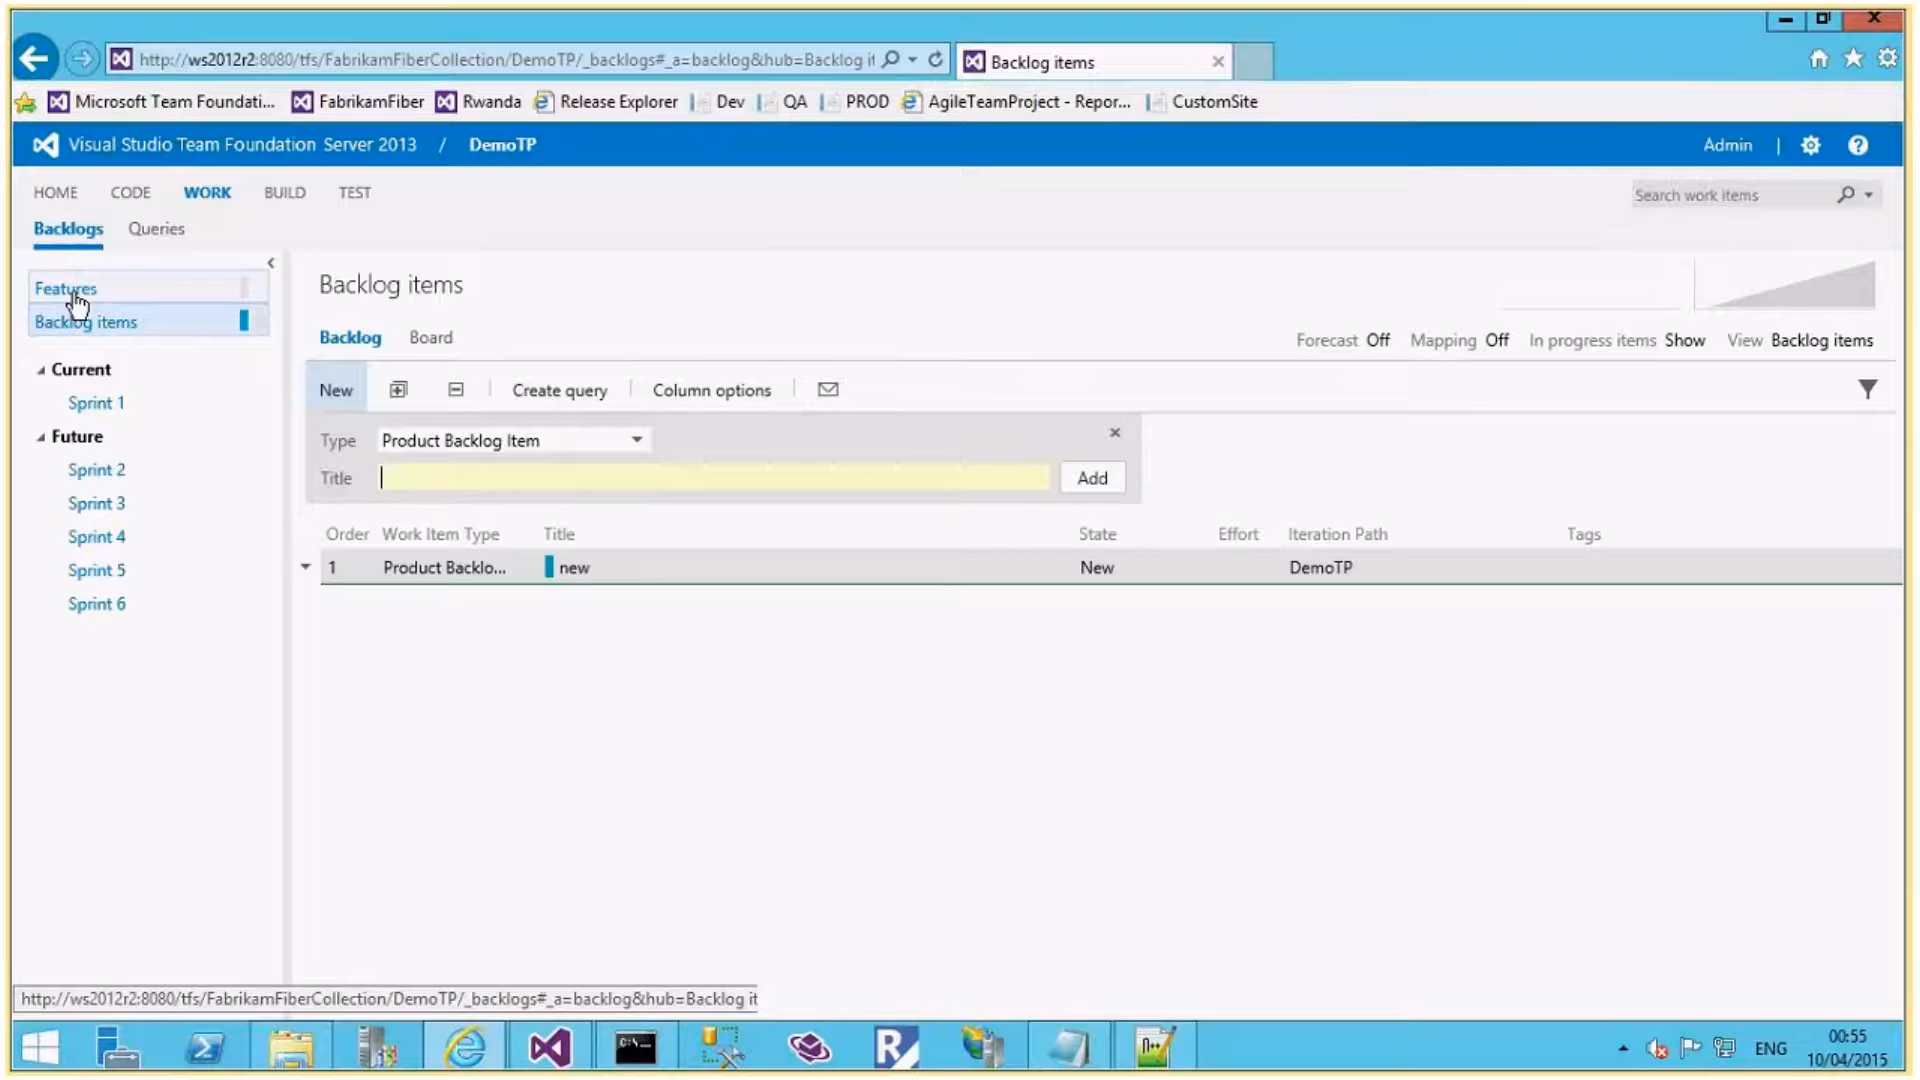 http://ws2012r2:8080/tfs/FabrikamFiberCollection/DemoTP/_backlogs#_a=backlog&hub=Backlog it
Backlog items
Microsoft Team Foundati...
FabrikamFiber
Rwanda
Release Explorer
Dev
QA
PROD
AgileTeamProject - Repor...
CustomSite
Visual Studio Team Foundation Server 2013 / DemoTP
Admin |
HOME CODE WORK BUILD TEST
Search work items
Backlogs Queries
Features
Backlog items
Current
Sprint 1
Future
Sprint 2
Sprint 3
Sprint 4
Sprint 5
Sprint 6
Backlog items
Backlog Board
Forecast Off Mapping Off In progress items Show View Backlog items
New Create query Column options
Type Product Backlog Item
Title Add
Order Work Item Type Title State Effort Iteration Path Tags
1 Product Backlo... new New DemoTP
http://ws2012r2:8080/tfs/FabrikamFiberCollection/DemoTP/_backlogs#_a=backlog&hub=Backlog it
ENG
00:55
10/04/2015